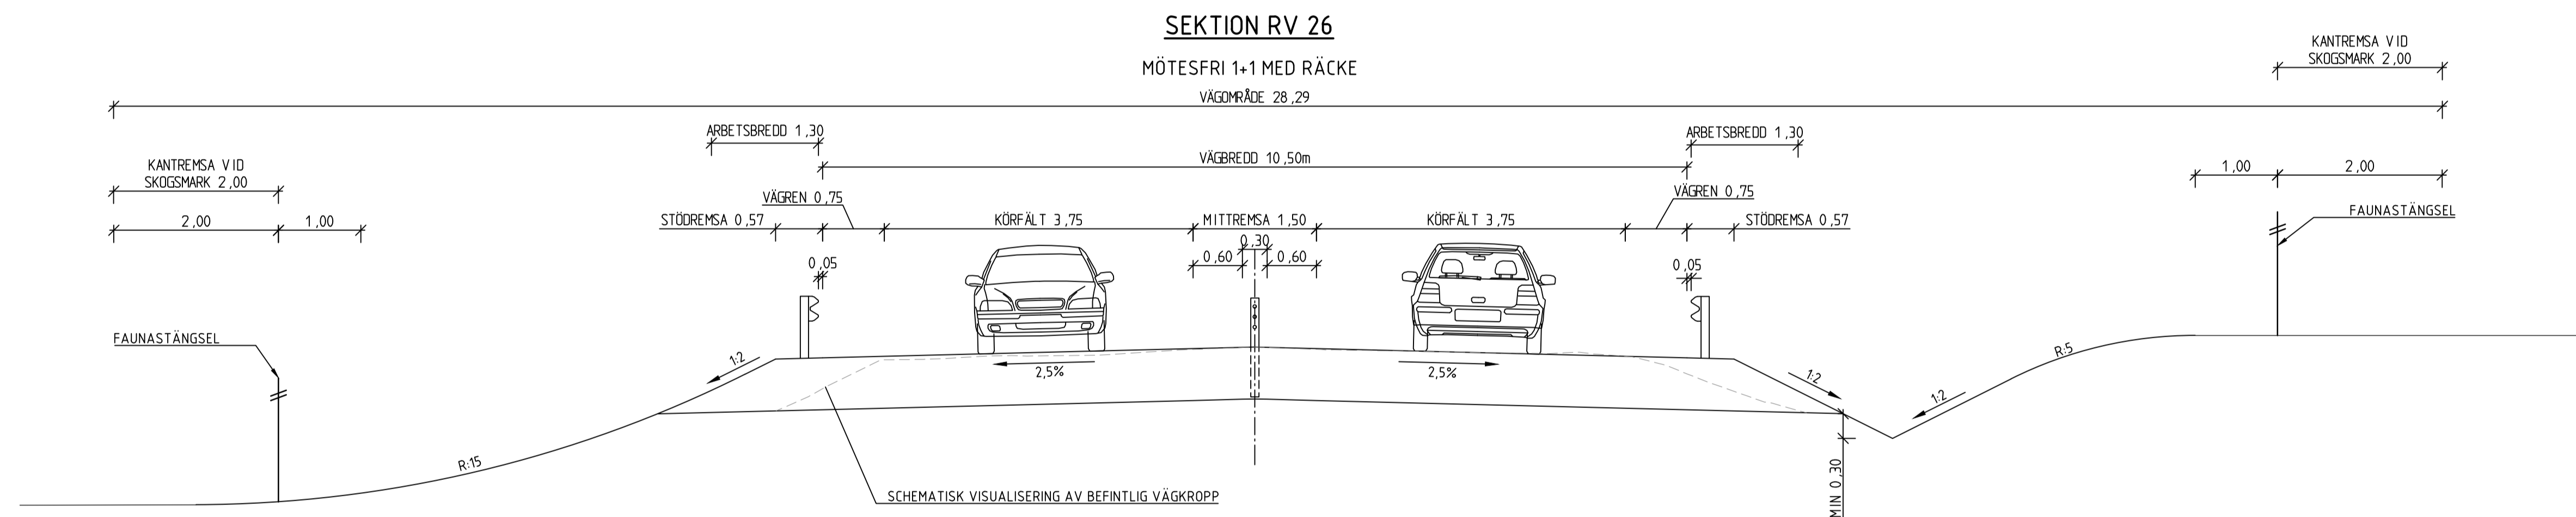 SEKTION RV 26
MÖTESFRI 1+1 MED RÄCKE
KANTREMSA VID
SKOGSMARK 2,00
VÄGOMRÅDE 28,29
ARBETSBREDD 1,30
ARBETSBREDD 1,30
VÄGBREDD 10,50m
KANTREMSA VID
SKOGSMARK 2,00
1,00
2,00
VÄGREN 0,75
VÄGREN 0,75
2,00
1,00
STÖDREMSA 0,57
KÖRFÄLT 3,75
MITTREMSA 1,50
KÖRFÄLT 3,75
STÖDREMSA 0,57
FAUNASTÄNGSEL
0,30
0,60
0,60
0,05
0,05
FAUNASTÄNGSEL
1:2
2,5%
2,5%
1:2
1:2
R:5
R:15
MIN 0,30
SCHEMATISK VISUALISERING AV BEFINTLIG VÄGKROPP